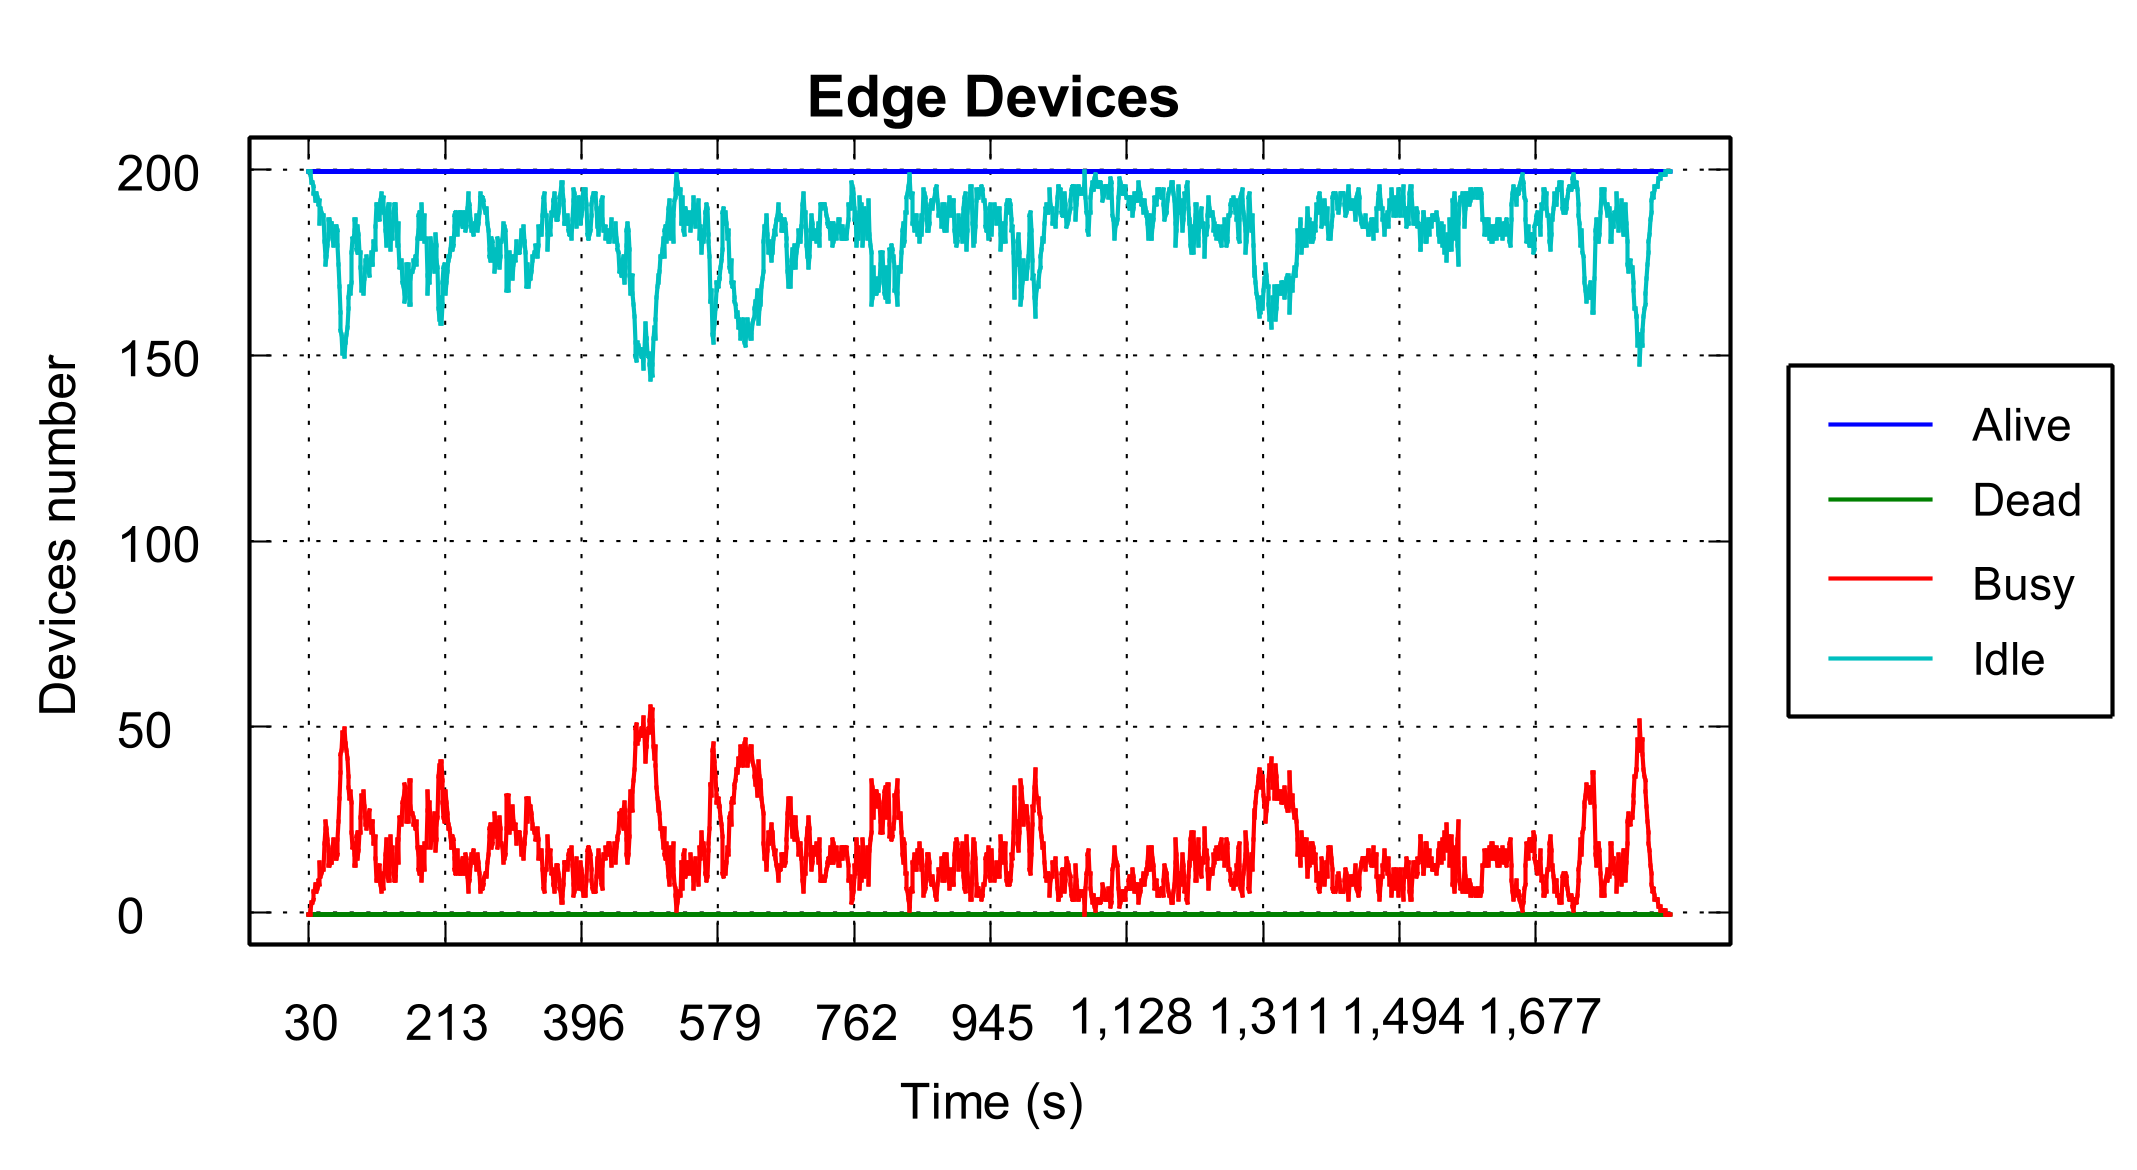 Edge Devices
200
150
100
50
0
Devices number
30 213 396 579 762 945 1,128 1,311 1,494 1,677
Time (s)
Alive
Dead
Busy
Idle